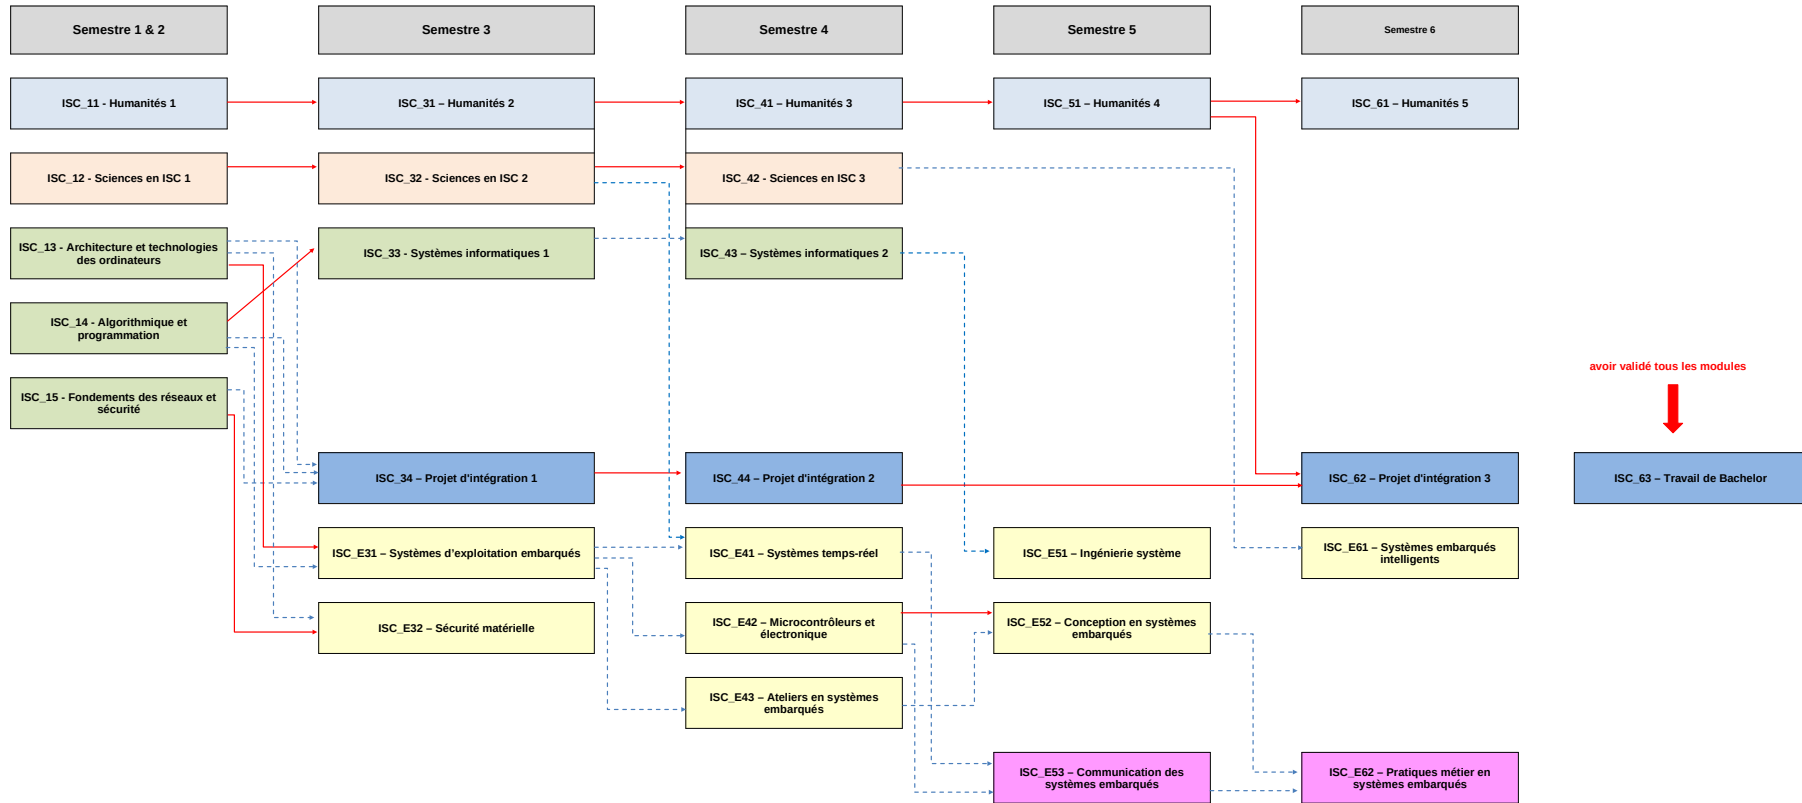 Semestre 1 & 2
Semestre 3
Semestre 4
Semestre 5
Semestre 6
ISC_11 - Humanités 1
ISC_31 – Humanités 2
ISC_41 – Humanités 3
ISC_51 – Humanités 4
ISC_61 – Humanités 5
ISC_12 - Sciences en ISC 1
ISC_32 - Sciences en ISC 2
ISC_42 - Sciences en ISC 3
ISC_13 - Architecture et technologies
des ordinateurs
ISC_33 - Systèmes informatiques 1
ISC_43 – Systèmes informatiques 2
ISC_14 - Algorithmique et
programmation
avoir validé tous les modules
ISC_15 - Fondements des réseaux et
sécurité
ISC_34 – Projet d'intégration 1
ISC_44 – Projet d'intégration 2
ISC_62 – Projet d'intégration 3
ISC_63 – Travail de Bachelor
ISC_E31 – Systèmes d’exploitation embarqués
ISC_E41 – Systèmes temps-réel
ISC_E51 – Ingénierie système
ISC_E61 – Systèmes embarqués
intelligents
ISC_E32 – Sécurité matérielle
ISC_E42 – Microcontrôleurs et
électronique
ISC_E52 – Conception en systèmes
embarqués
ISC_E43 – Ateliers en systèmes
embarqués
ISC_E53 – Communication des
systèmes embarqués
ISC_E62 – Pratiques métier en
systèmes embarqués